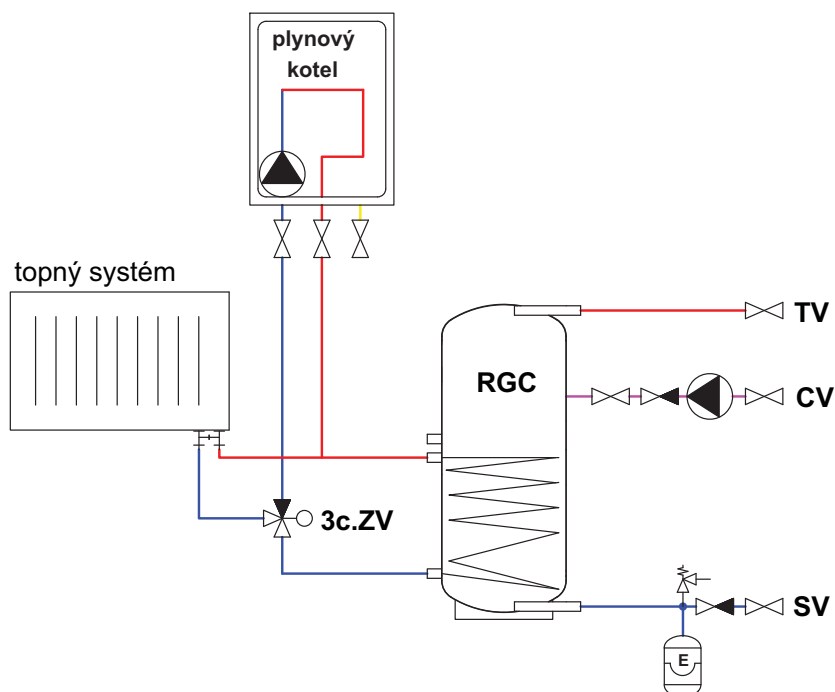 plynový
kotel
topný systém
TV
RGC
CV
3c.ZV
SV
E